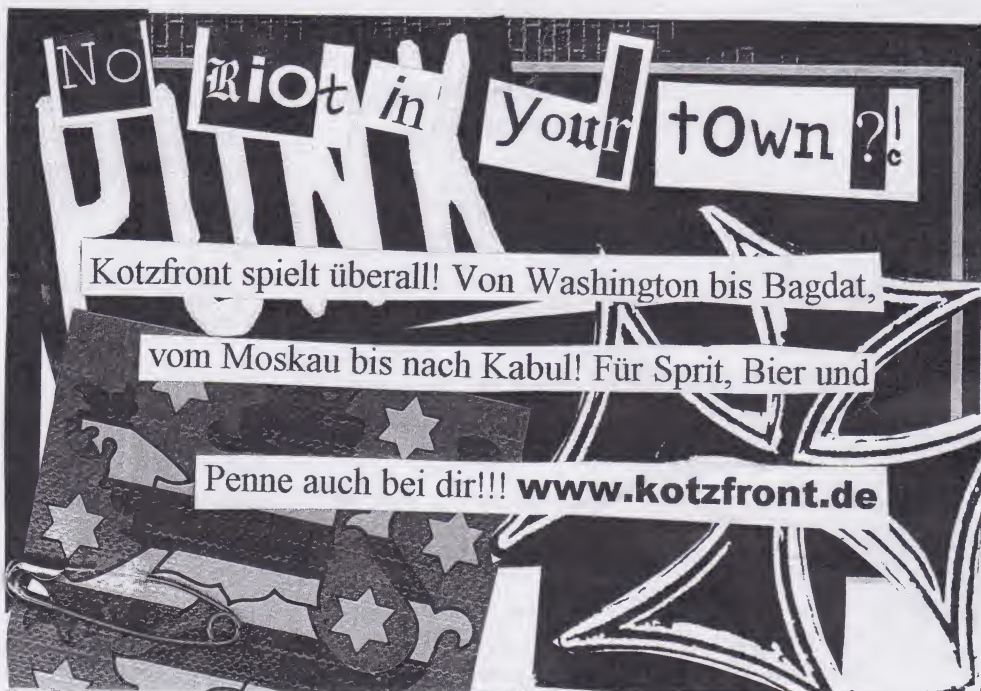 No Riot in your town ?!
PUNK
Kotzfront spielt überall! Von Washington bis Bagdat,
vom Moskau bis nach Kabul! Für Sprit, Bier und
Penne auch bei dir!!! www.kotzfront.de